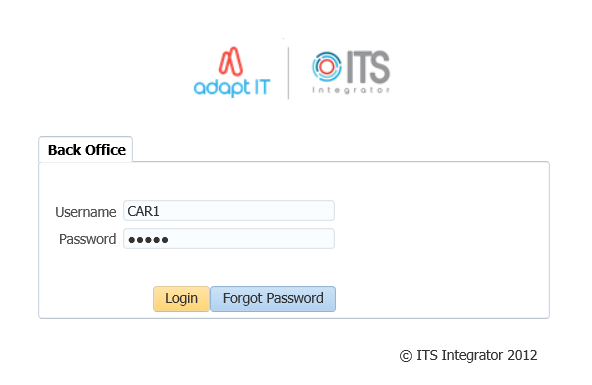 adapt IT
ITS
Integrator
Back Office
Username CAR1
Password ●●●●●
Login Forgot Password
© ITS Integrator 2012